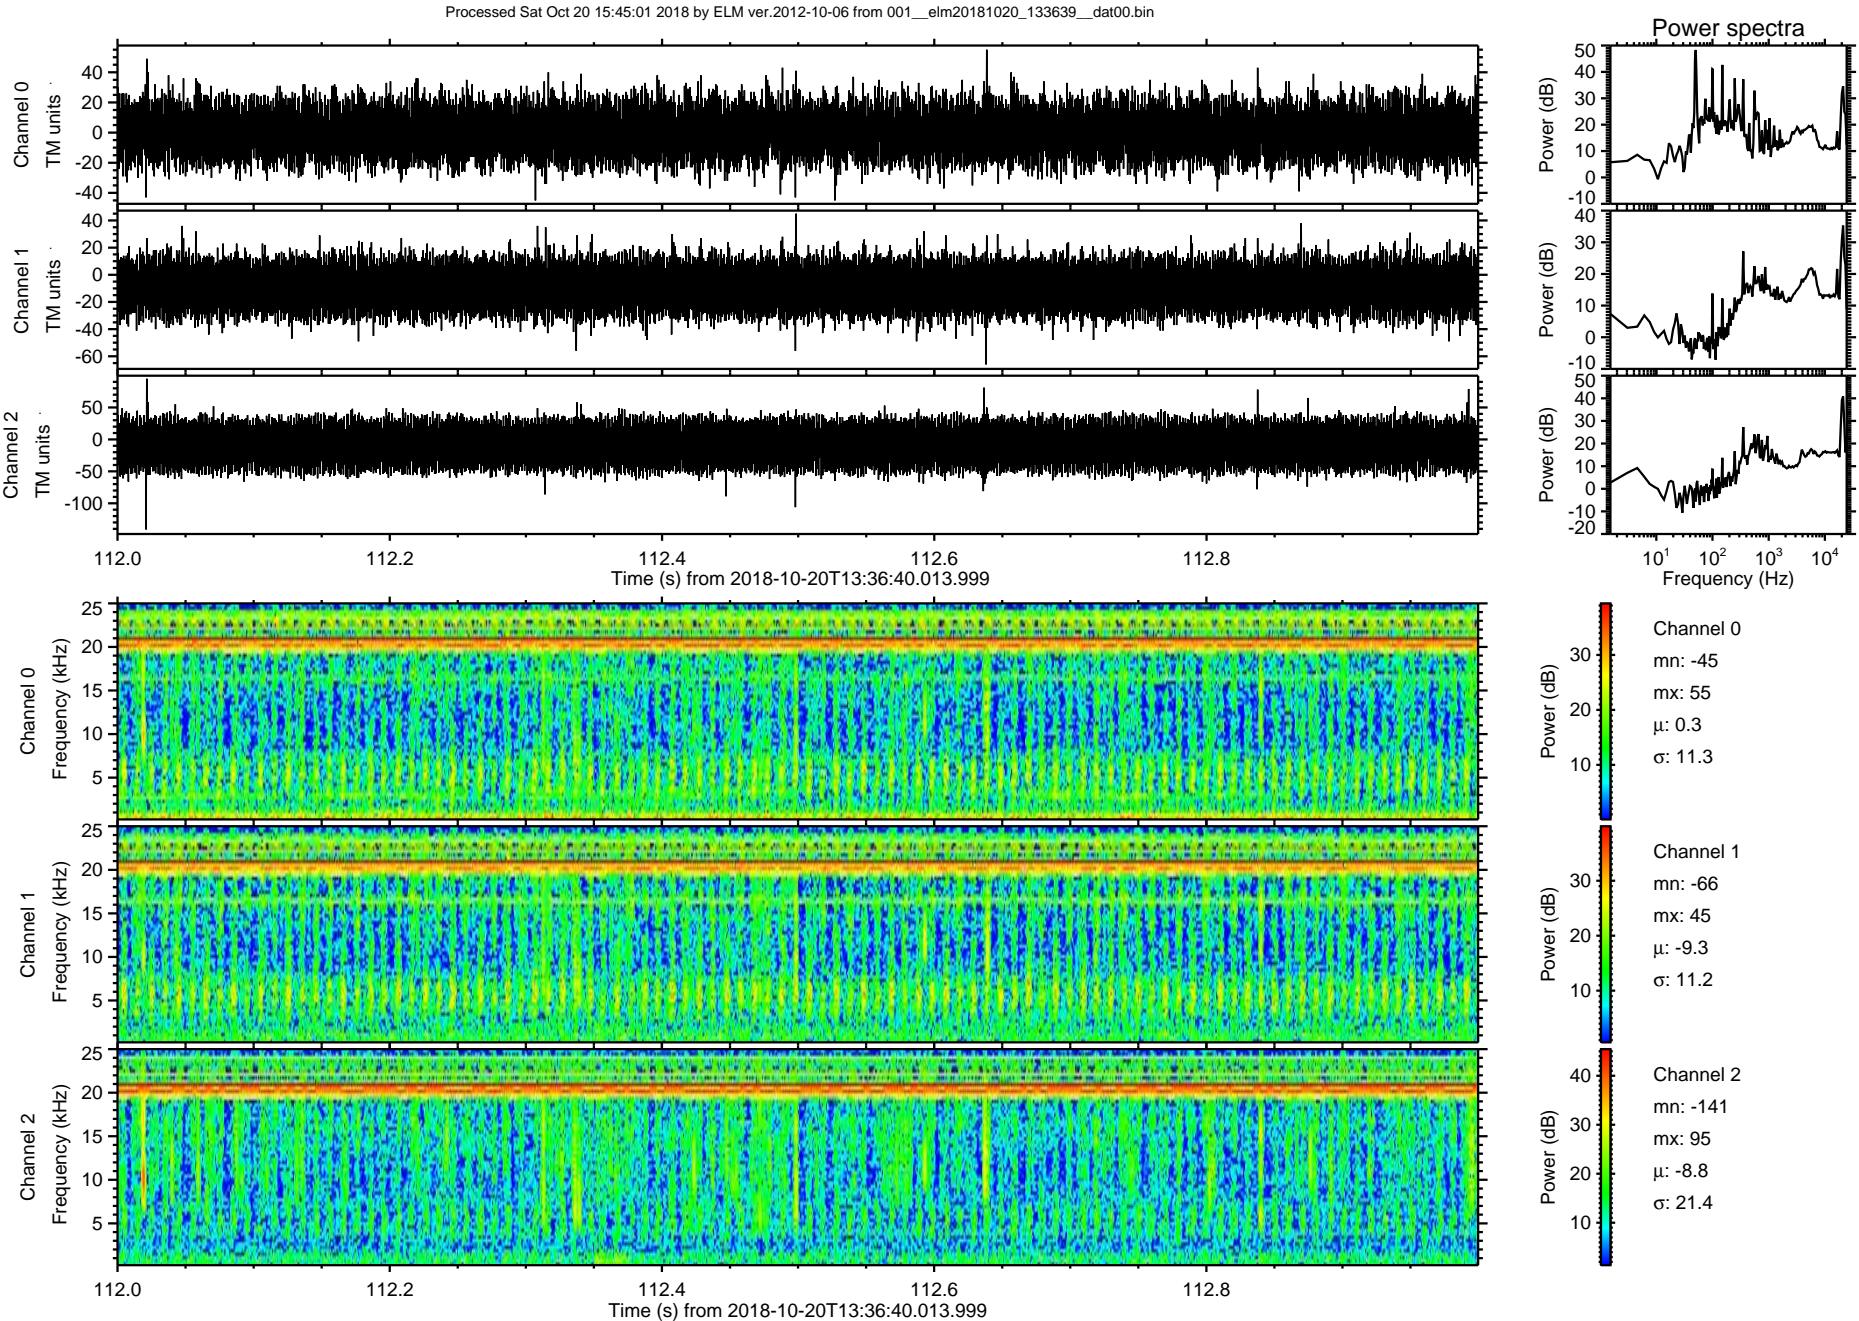 Processed Sat Oct 20 15:45:01 2018 by ELM ver.2012-10-06 from 001__elm20181020_133639__dat00.bin
Power spectra
Channel 0
TM units
40
20
0
-20
-40
Power (dB)
50
40
30
20
10
0
-10
Channel 1
TM units
40
20
0
-20
-40
-60
Power (dB)
40
30
20
10
0
-10
Channel 2
TM units
50
0
-50
-100
Power (dB)
50
40
30
20
10
0
-10
-20
112.0 112.2 112.4 112.6 112.8
Time (s) from 2018-10-20T13:36:40.013.999
10^1 10^2 10^3 10^4
Frequency (Hz)
Channel 0
Frequency (kHz)
25
20
15
10
5
Power (dB)
30
20
10
Channel 0
mn: -45
mx: 55
μ: 0.3
σ: 11.3
Channel 1
Frequency (kHz)
25
20
15
10
5
Power (dB)
30
20
10
Channel 1
mn: -66
mx: 45
μ: -9.3
σ: 11.2
Channel 2
Frequency (kHz)
25
20
15
10
5
Power (dB)
40
30
20
10
Channel 2
mn: -141
mx: 95
μ: -8.8
σ: 21.4
112.0 112.2 112.4 112.6 112.8
Time (s) from 2018-10-20T13:36:40.013.999